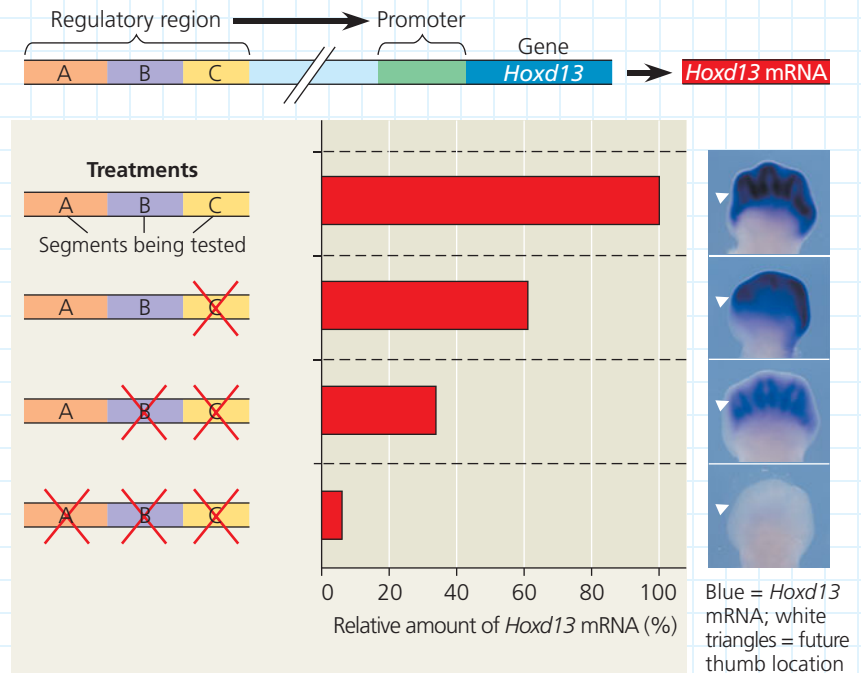 Regulatory region Promoter
Gene
A B C Hoxd13 Hoxd13 mRNA
Treatments
A B C
Segments being tested
A B C
A B C
A B C
0 20 40 60 80 100
Relative amount of Hoxd13 mRNA (%)
Blue = Hoxd13
mRNA; white
triangles = future
thumb location